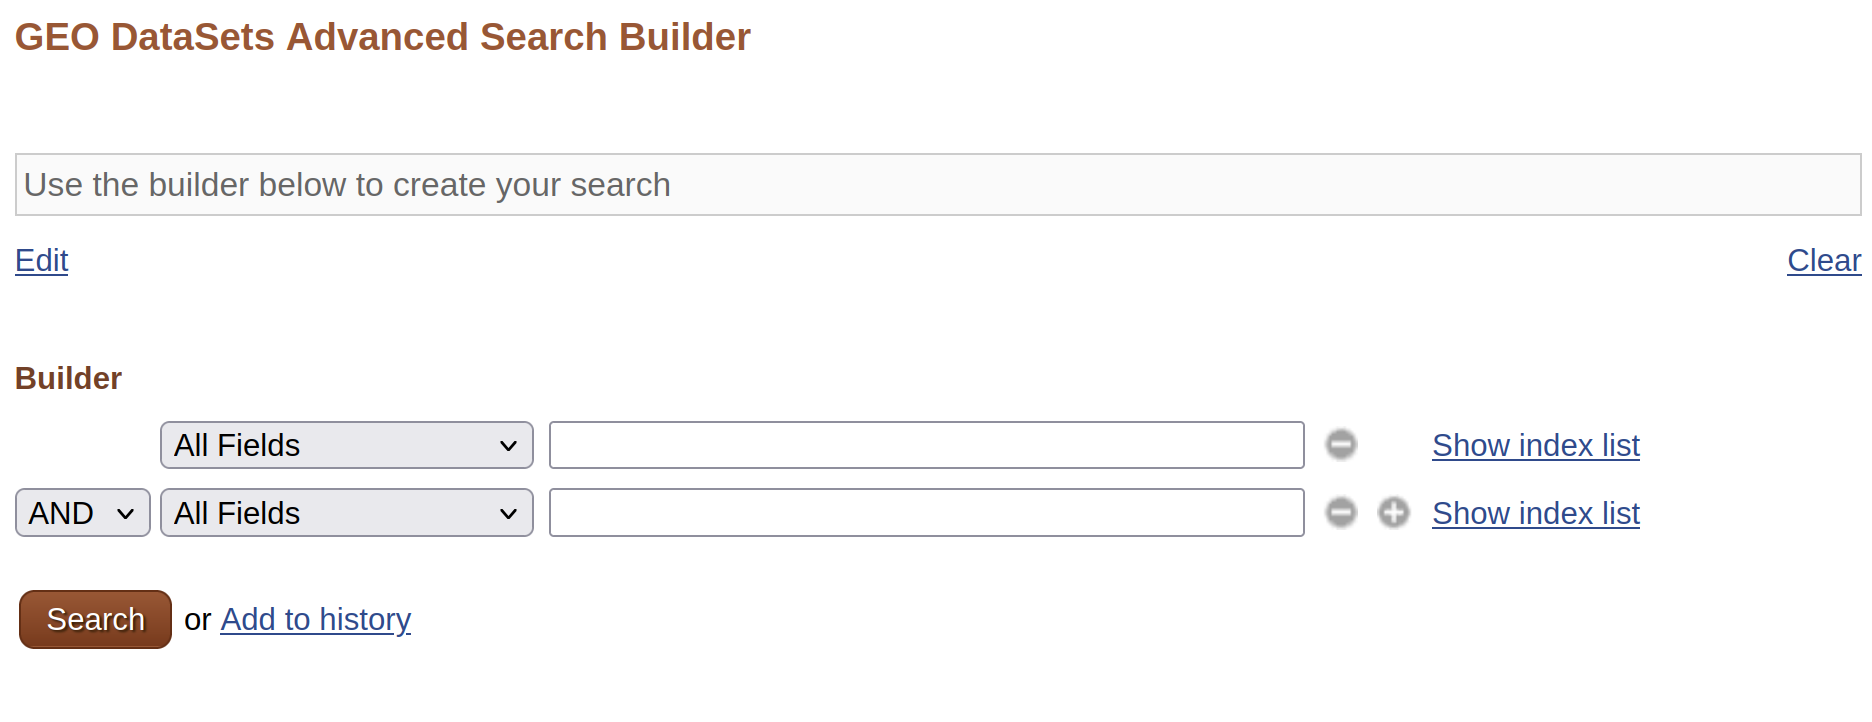 GEO DataSets Advanced Search Builder
Use the builder below to create your search
Edit Clear
Builder
All Fields Show index list
AND All Fields Show index list
Search or Add to history